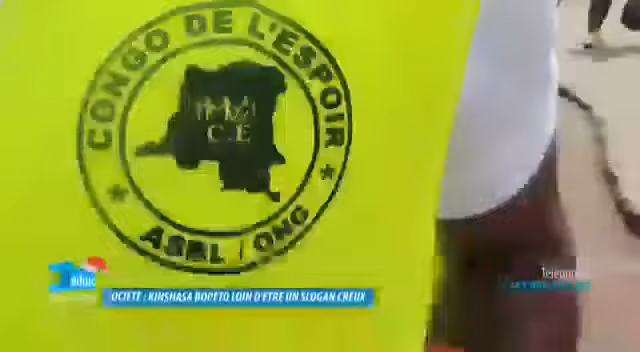 CONGO DE L'ESPOIR
C.E
ASBL / ONG
OCIETE : KINSHASA BOPETO LOIN D'ETRE UN SLOGAN CREUX